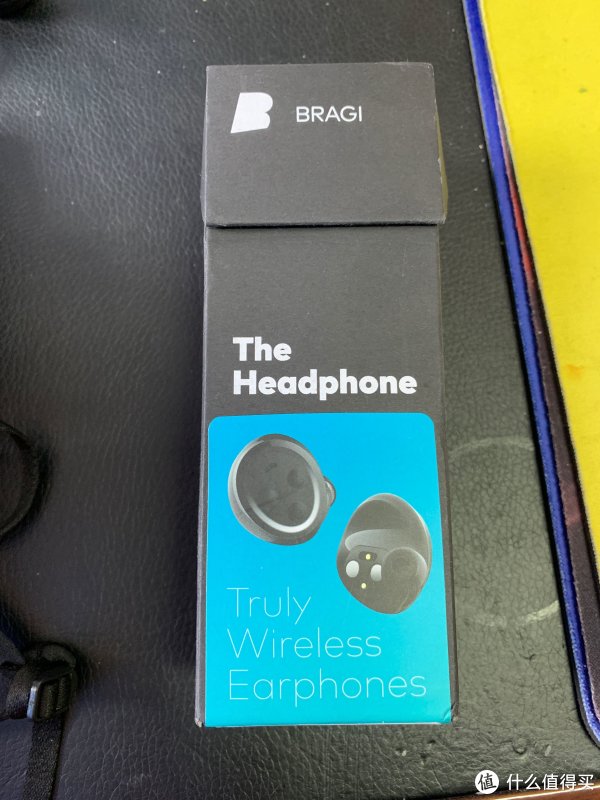 BRAGI
The
Headphone
Truly
Wireless
Earphones
值 什么值得买